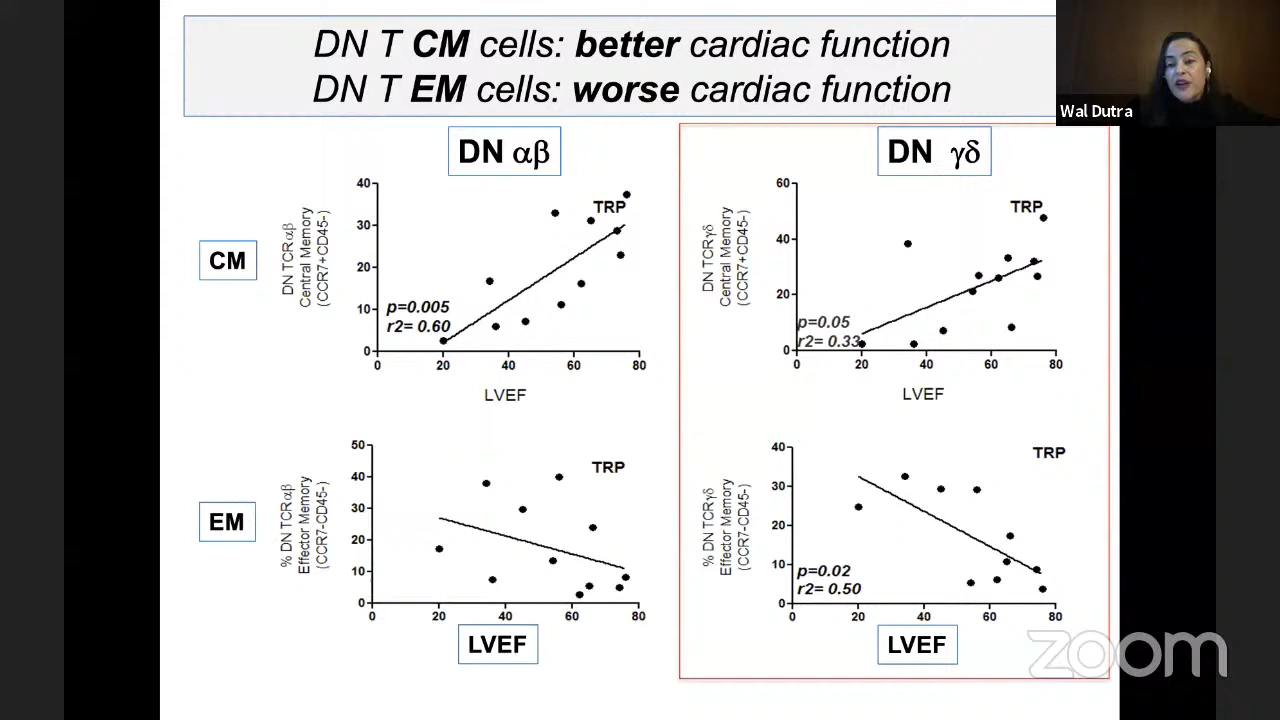 DN T CM cells: better cardiac function
DN T EM cells: worse cardiac function
Wal Dutra
DN αβ
DN γδ
CM
DN TCRαβ
Central Memory
(CCR7+CD45-)
40
30
20
10
0
TRP
p=0.005
r2= 0.60
0 20 40 60 80
LVEF
DN TCRγδ
Central Memory
(CCR7+CD45-)
60
40
20
0
TRP
p=0.05
r2= 0.33
0 20 40 60 80
LVEF
EM
% DN TCRαβ
Effector Memory
(CCR7-CD45-)
50
40
30
20
10
0
TRP
0 20 40 60 80
LVEF
% DN TCRγδ
Effector Memory
(CCR7-CD45-)
40
30
20
10
0
TRP
p=0.02
r2= 0.50
0 20 40 60 80
LVEF
zoom